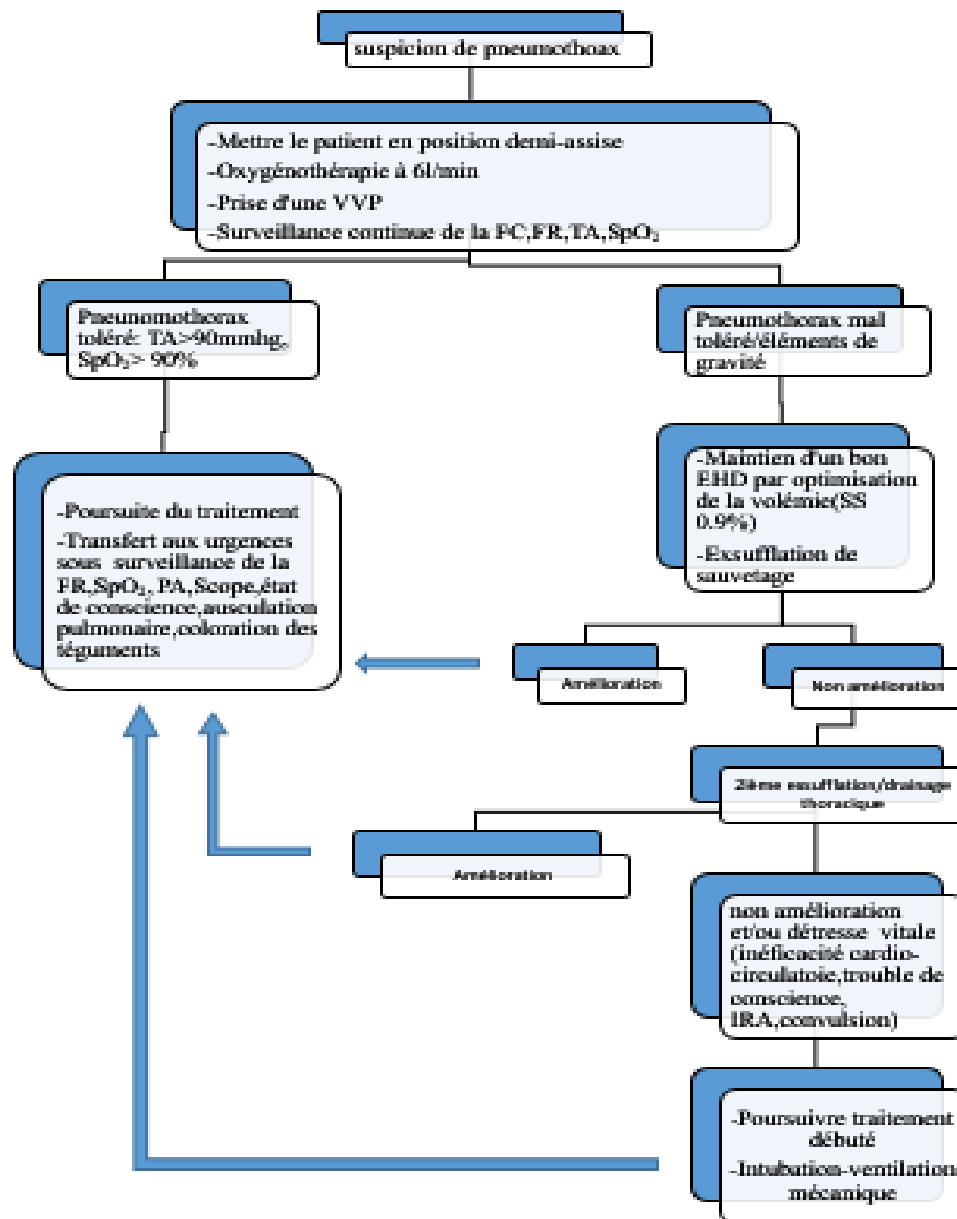 suspicion de pneumothoax
-Mettre le patient en position demi-assise
-Oxygénothérapie à 6l/min
-Prise d'une VVP
-Surveillance continue de la FC,FR,TA,SpO₂
Pneunomothorax
toléré: TA>90mmhg,
SpO₂> 90%
Pneumothorax mal
toléré/éléments de
gravité
-Poursuite du traitement
-Transfert aux urgences
sous surveillance de la
FR,SpO₂, PA,Scope,état
de conscience,ausculation
pulmonaire,coloration des
téguments
-Maintien d'un bon
EHD par optimisation
de la volémie(SS
0.9%)
-Exsufflation de
sauvetage
Amélioration
Non amélioration
2ième exsufflation/drainage
thoracique
Amélioration
non amélioration
et/ou détresse vitale
(inéficacité cardio-
circulatoie,trouble de
conscience,
IRA,convulsion)
-Poursuivre traitement
débuté
-Intubation-ventilation
mécanique